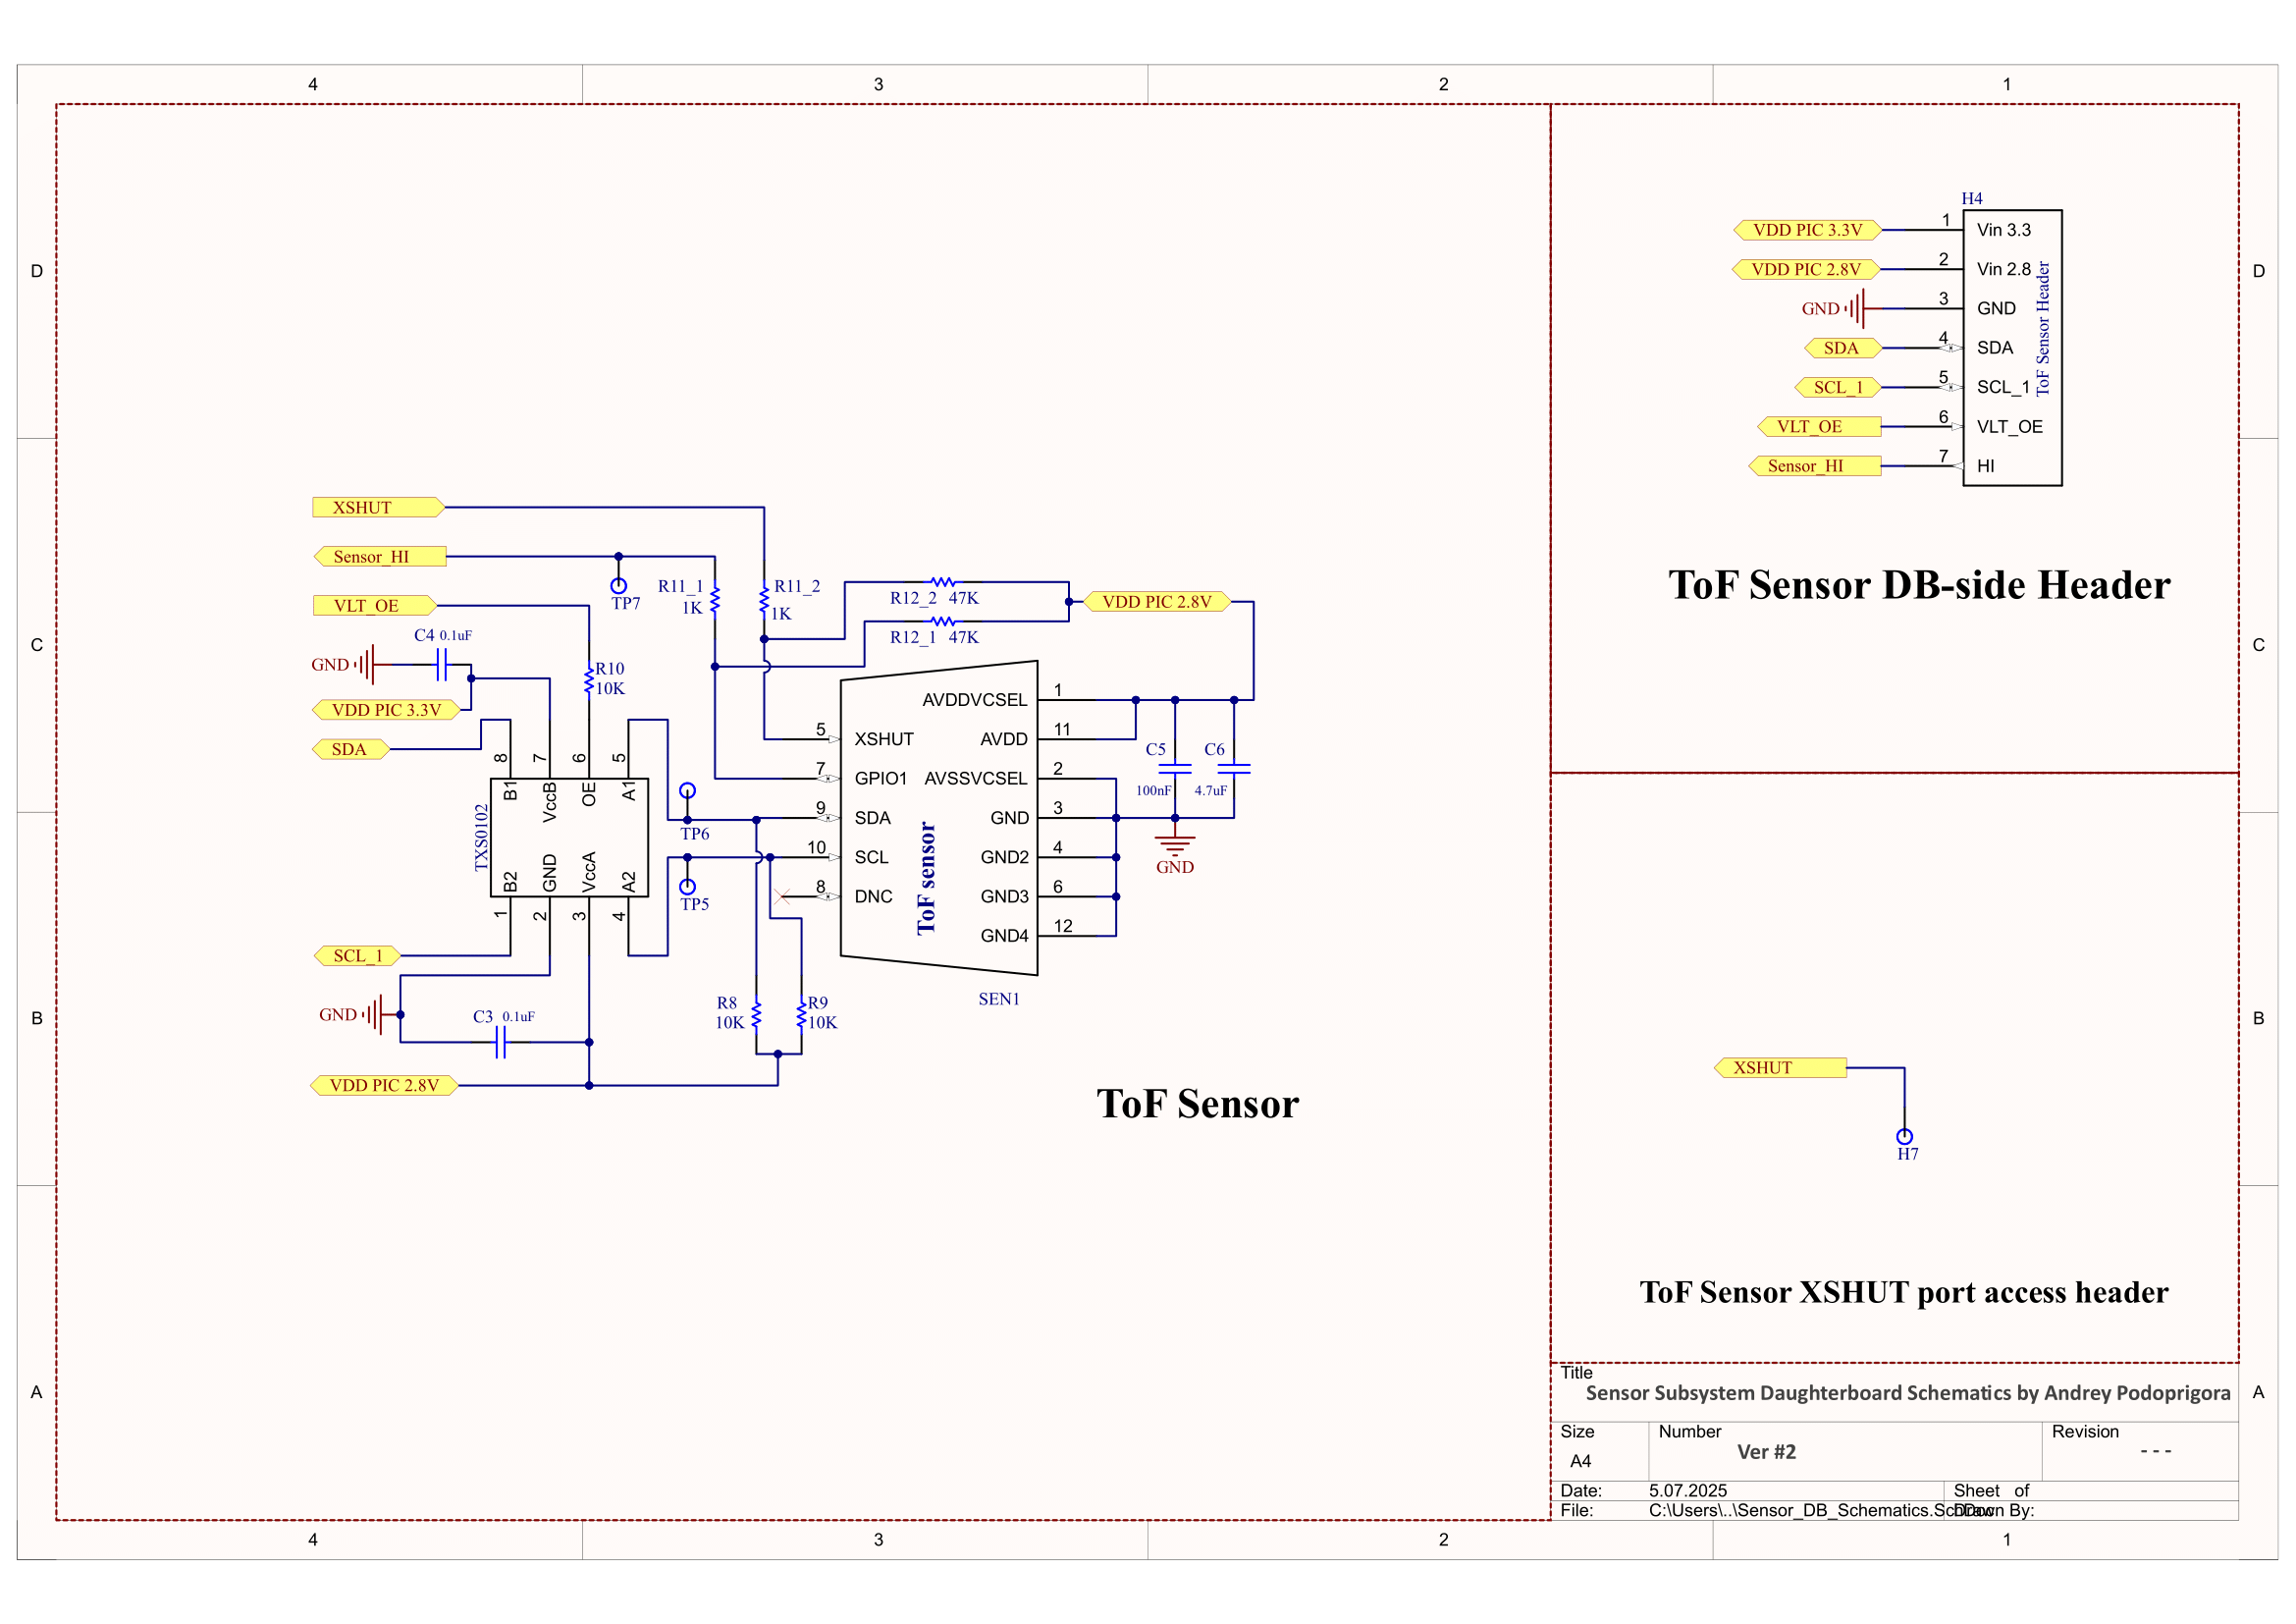 4 3 2 1
D
C
B
A
XSHUT
Sensor_HI
TP7
VLT_OE
C4 0.1uF
GND
VDD PIC 3.3V
SDA
R10
10K
R11_1
1K
R11_2
1K
R12_2 47K
R12_1 47K
VDD PIC 2.8V
8 7 6 5
B1 VccB OE A1
TXS0102
B2 GND VccA A2
1 2 3 4
TP6
TP5
SCL_1
GND
C3 0.1uF
VDD PIC 2.8V
R8
10K
R9
10K
5 XSHUT
7 GPIO1
9 SDA
10 SCL
8 DNC
ToF sensor
AVDDVCSEL 1
AVDD 11
AVSSVCSEL 2
GND 3
GND2 4
GND3 6
GND4 12
SEN1
C5
100nF
C6
4.7uF
GND
ToF Sensor
H4
VDD PIC 3.3V 1 Vin 3.3
VDD PIC 2.8V 2 Vin 2.8
GND 3 GND
SDA 4 SDA
SCL_1 5 SCL_1
VLT_OE 6 VLT_OE
Sensor_HI 7 HI
ToF Sensor Header
ToF Sensor DB-side Header
XSHUT
H7
ToF Sensor XSHUT port access header
D
C
B
A
Title
Sensor Subsystem Daughterboard Schematics by Andrey Podoprigora
Size Number Revision
A4 Ver #2 - - -
Date: 5.07.2025 Sheet of
File: C:\Users\..\Sensor_DB_Schematics.SchDoc Drawn By:
4 3 2 1